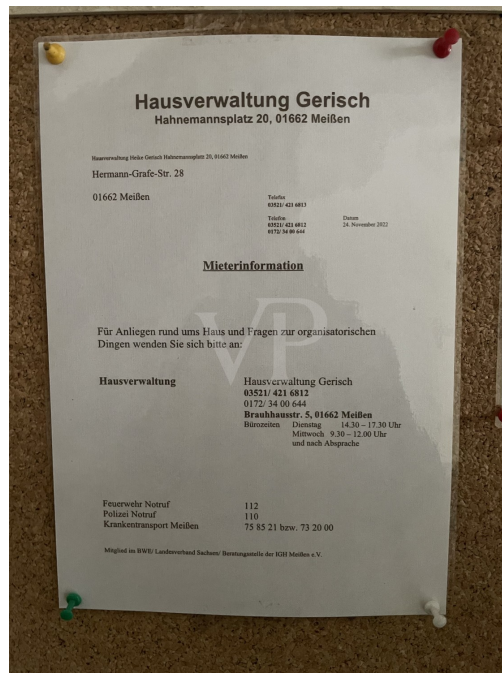 Hausverwaltung Gerisch
Hahnemannsplatz 20, 01662 Meißen
Hausverwaltung Heike Gerisch Hahnemannsplatz 20, 01662 Meißen
Hermann-Grafe-Str. 28
01662 Meißen
Telefax
03521/ 421 6813
Telefon Datum
03521/ 421 6812 24. November 2022
0172/ 34 00 644
Mieterinformation
VP
Für Anliegen rund ums Haus und Fragen zur organisatorischen
Dingen wenden Sie sich bitte an:
Hausverwaltung Hausverwaltung Gerisch
03521/ 421 6812
0172/ 34 00 644
Brauhausstr. 5, 01662 Meißen
Bürozeiten Dienstag 14.30 – 17.30 Uhr
Mittwoch 9.30 – 12.00 Uhr
und nach Absprache
Feuerwehr Notruf 112
Polizei Notruf 110
Krankentransport Meißen 75 85 21 bzw. 73 20 00
Mitglied im BWE/ Landesverband Sachsen/ Beratungsstelle der IGH Meißen e.V.